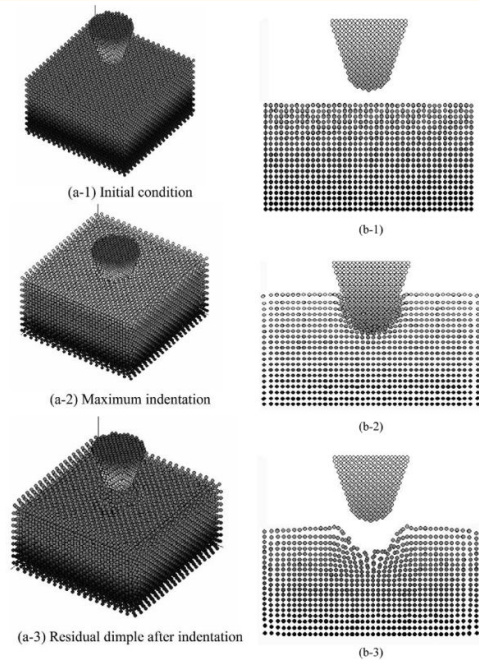 (a-1) Initial condition
(b-1)
(a-2) Maximum indentation
(b-2)
(a-3) Residual dimple after indentation
(b-3)